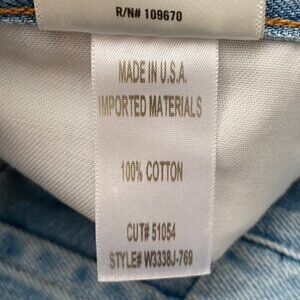 R/N# 109670
MADE IN U.S.A.
IMPORTED MATERIALS
100% COTTON
CUT# 51054
STYLE# W3338J-769